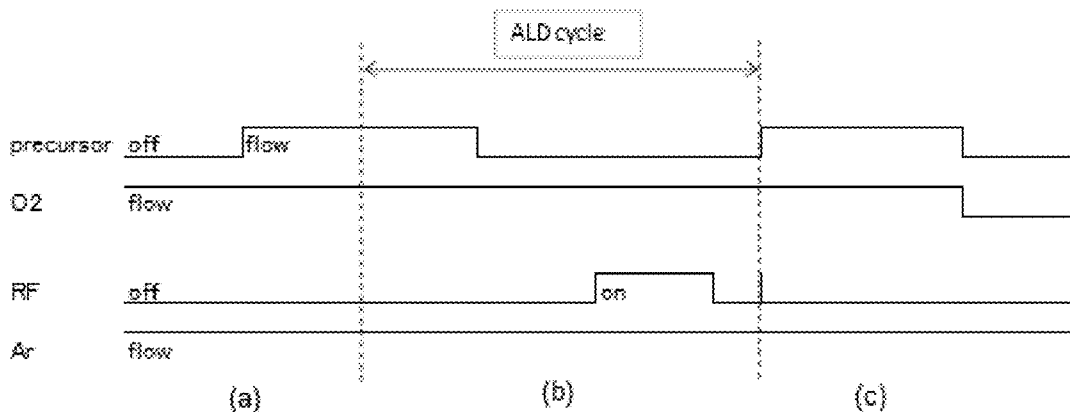 ALD cycle
precursor off flow
O2 flow
RF off on
Ar flow
(a) (b) (c)